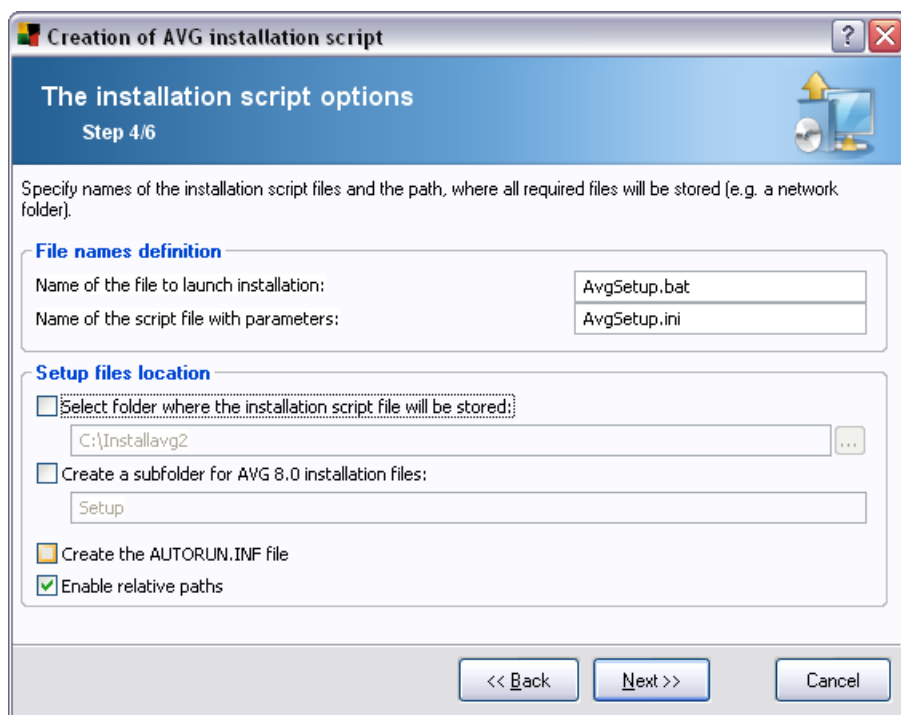 Creation of AVG installation script
The installation script options
Step 4/6
Specify names of the installation script files and the path, where all required files will be stored (e.g. a network
folder).
File names definition
Name of the file to launch installation:
AvgSetup.bat
Name of the script file with parameters:
AvgSetup.ini
Setup files location
Select folder where the installation script file will be stored:
C:\Installavg2
...
Create a subfolder for AVG 8.0 installation files:
Setup
Create the AUTORUN.INF file
Enable relative paths
<< Back
Next >>
Cancel